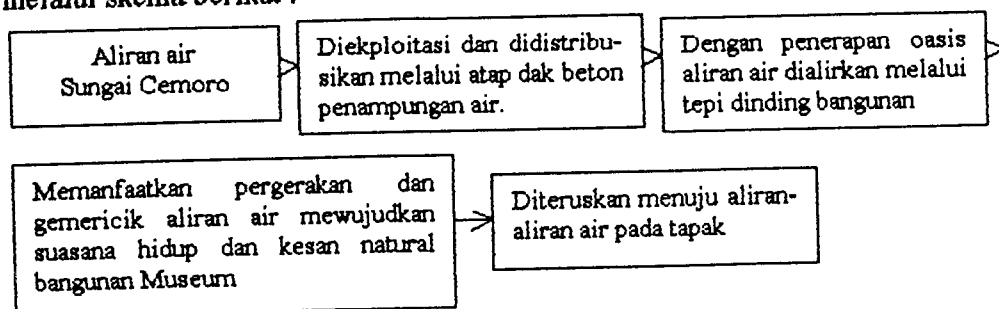 melalui skema berikut :
Aliran air
Sungai Cemoro
Diekploitasi dan didistribu-
sikan melalui atap dak beton
penampungan air.
Dengan penerapan oasis
aliran air dialirkan melalui
tepi dinding bangunan
Memanfaatkan pergerakan dan
gemericik aliran air mewujudkan
suasana hidup dan kesan natural
bangunan Museum
Diteruskan menuju aliran-
aliran air pada tapak